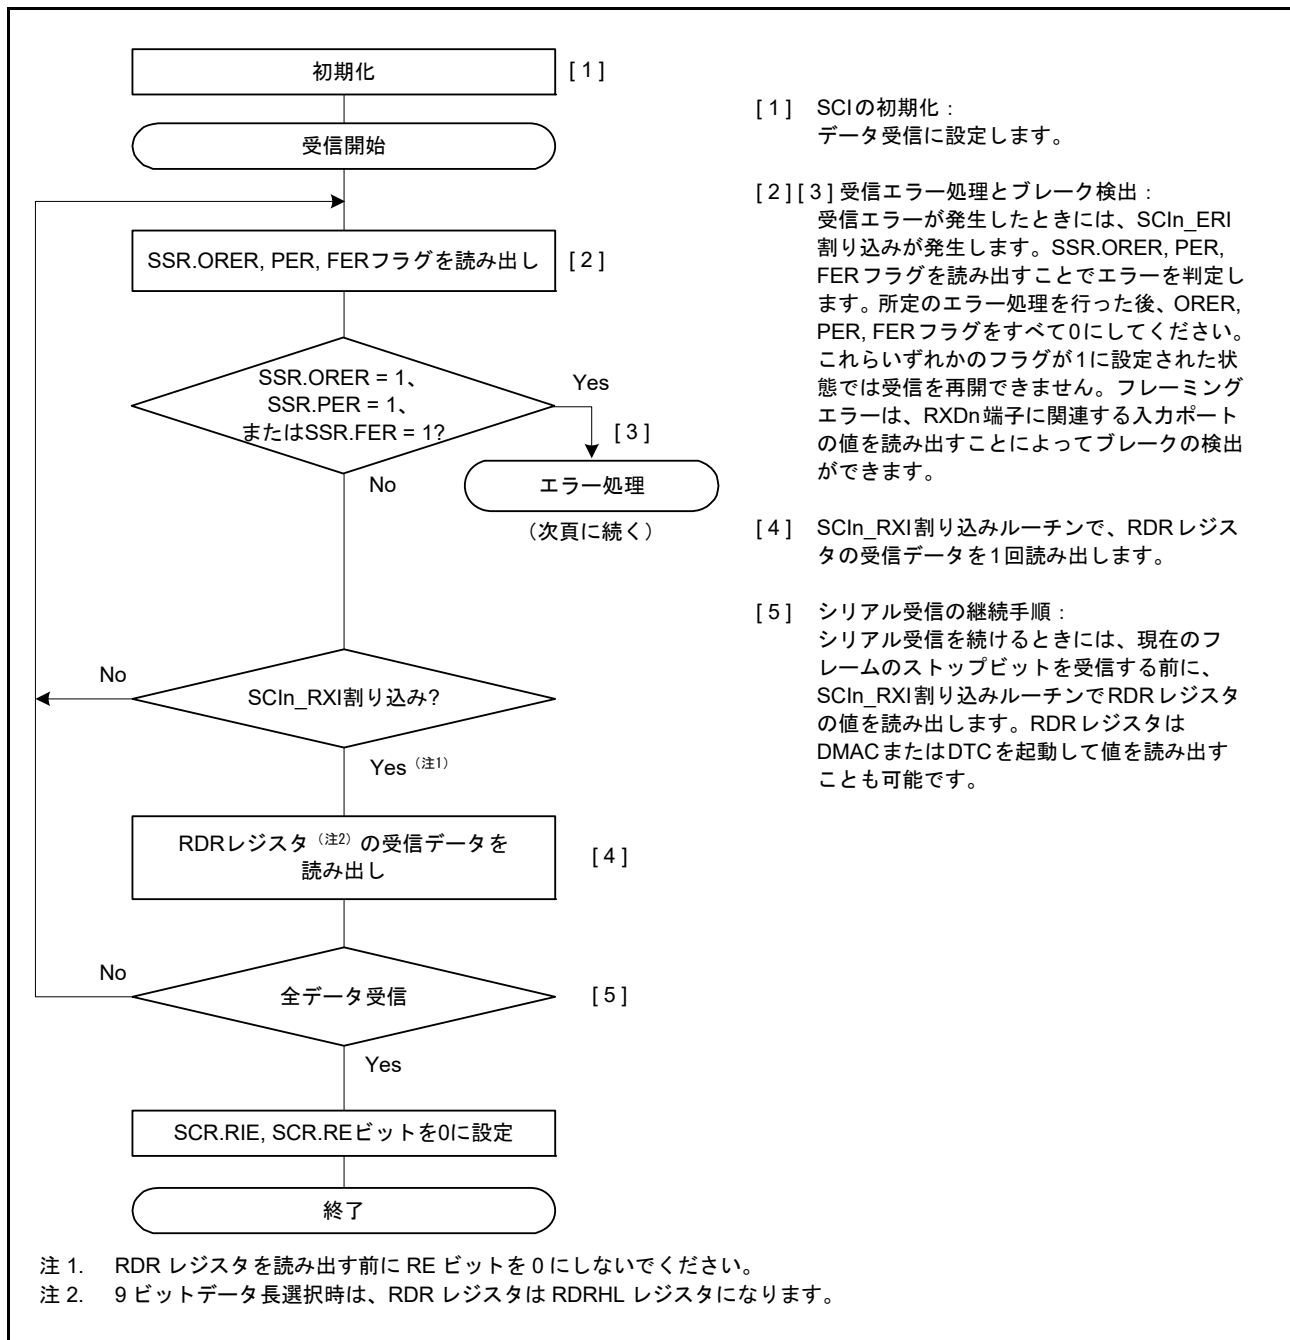 初期化 [ 1 ]
受信開始
SSR.ORER, PER, FERフラグを読み出し [ 2 ]
SSR.ORER = 1、
SSR.PER = 1、
またはSSR.FER = 1?
Yes
[ 3 ]
No
エラー処理
（次頁に続く）
No
SCIn_RXI割り込み?
Yes（注1）
RDRレジスタ（注2）の受信データを
読み出し
[ 4 ]
No
全データ受信 [ 5 ]
Yes
SCR.RIE, SCR.REビットを0に設定
終了
[ 1 ] SCIの初期化：
データ受信に設定します。
[ 2 ] [ 3 ] 受信エラー処理とブレーク検出：
受信エラーが発生したときには、SCIn_ERI
割り込みが発生します。SSR.ORER, PER,
FERフラグを読み出すことでエラーを判定し
ます。所定のエラー処理を行った後、ORER,
PER, FERフラグをすべて0にしてください。
これらいずれかのフラグが1に設定された状
態では受信を再開できません。フレーミング
エラーは、RXDn端子に関連する入力ポート
の値を読み出すことによってブレークの検出
ができます。
[ 4 ] SCIn_RXI割り込みルーチンで、RDRレジス
タの受信データを1回読み出します。
[ 5 ] シリアル受信の継続手順：
シリアル受信を続けるときには、現在のフ
レームのストップビットを受信する前に、
SCIn_RXI割り込みルーチンでRDRレジスタ
の値を読み出します。RDRレジスタは
DMACまたはDTCを起動して値を読み出す
ことも可能です。
注 1. RDR レジスタを読み出す前に RE ビットを 0 にしないでください。
注 2. 9 ビットデータ長選択時は、RDR レジスタは RDRHL レジスタになります。